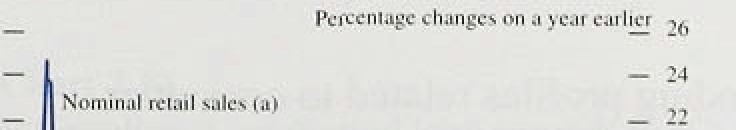 Percentage changes on a year earlier
26
24
Nominal retail sales (a)
22